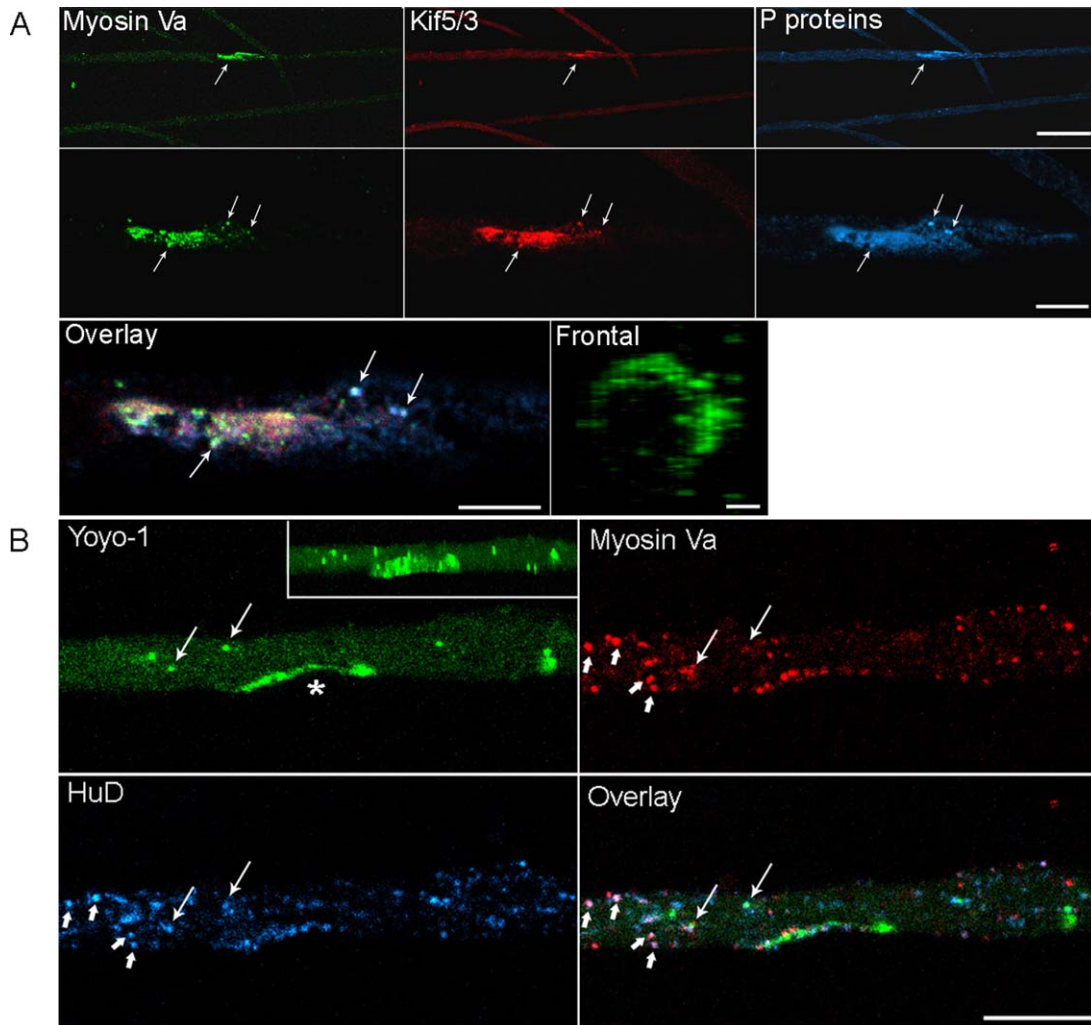 A
Myosin Va
Kif5/3
P proteins
Overlay
Frontal
B
Yoyo-1
Myosin Va
*
HuD
Overlay